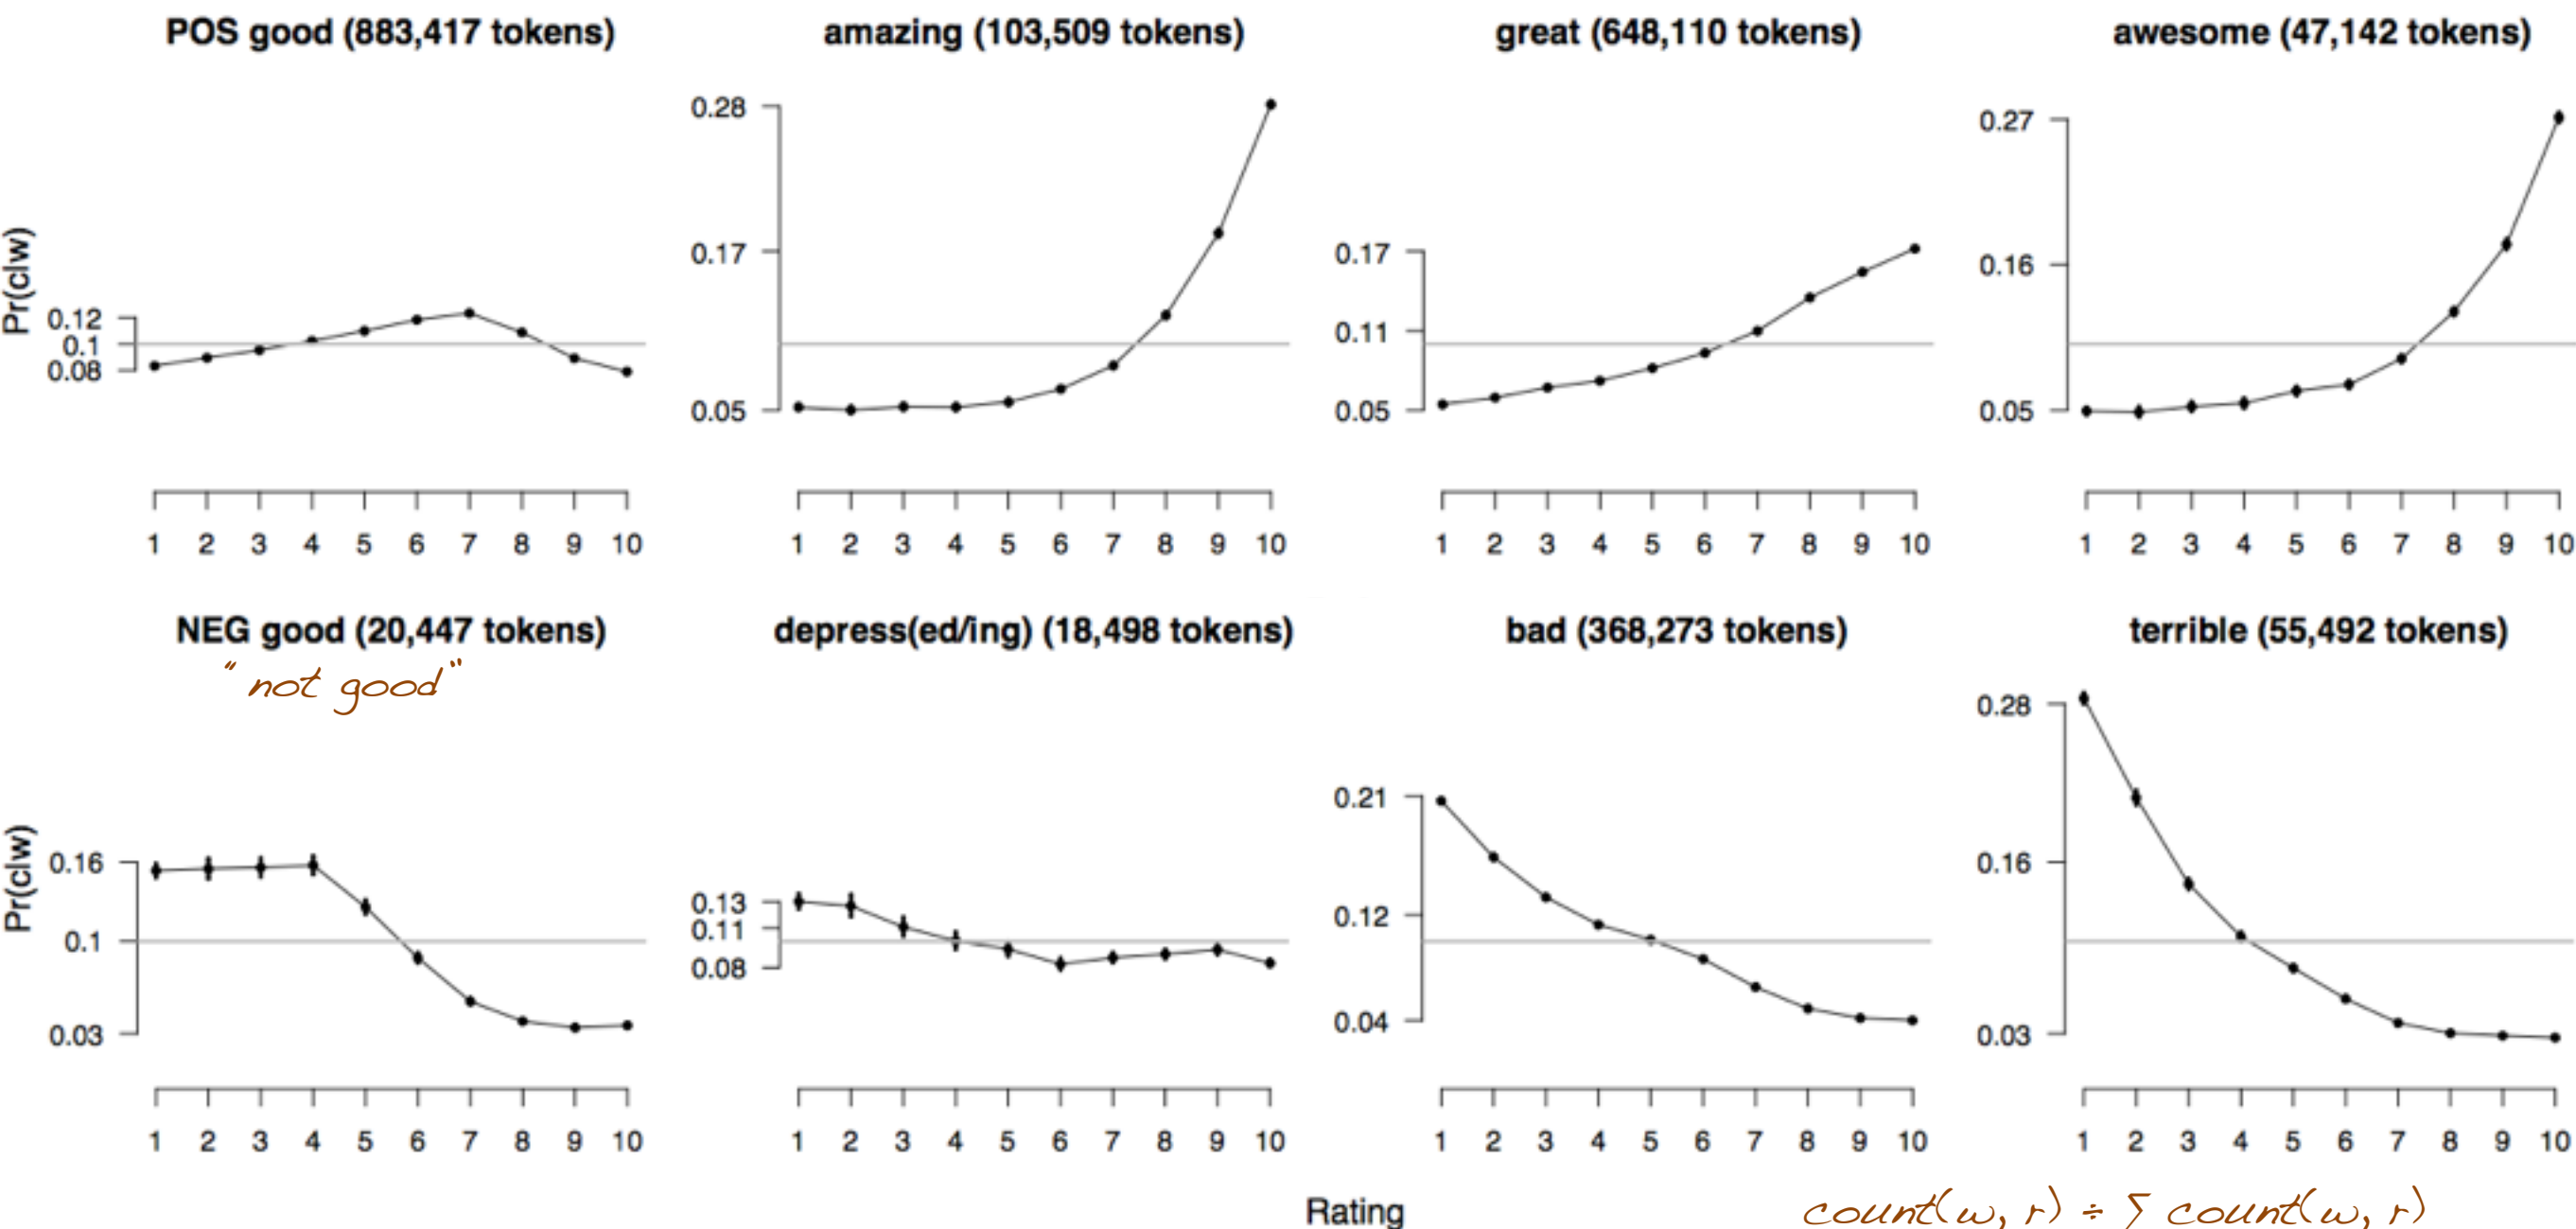 POS good (883,417 tokens)
amazing (103,509 tokens)
great (648,110 tokens)
awesome (47,142 tokens)
Pr(c|w)
0.12
0.1
0.08
1 2 3 4 5 6 7 8 9 10
0.28
0.17
0.05
1 2 3 4 5 6 7 8 9 10
0.17
0.11
0.05
1 2 3 4 5 6 7 8 9 10
0.27
0.16
0.05
1 2 3 4 5 6 7 8 9 10
NEG good (20,447 tokens)
"not good"
depress(ed/ing) (18,498 tokens)
bad (368,273 tokens)
terrible (55,492 tokens)
Pr(c|w)
0.16
0.1
0.03
1 2 3 4 5 6 7 8 9 10
0.13
0.11
0.08
1 2 3 4 5 6 7 8 9 10
0.21
0.12
0.04
1 2 3 4 5 6 7 8 9 10
0.28
0.16
0.03
1 2 3 4 5 6 7 8 9 10
Rating
count(w, r) ÷ ∑ count(w, r)